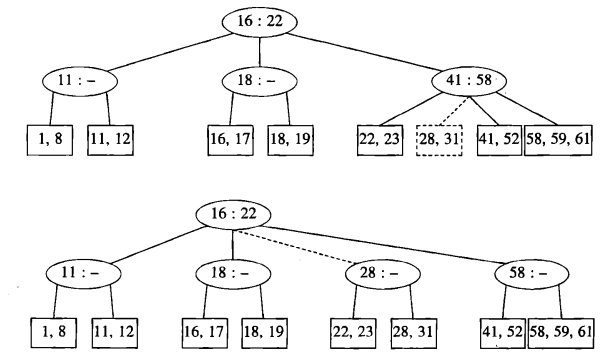 16 : 22
11 : –
18 : –
41 : 58
1, 8
11, 12
16, 17
18, 19
22, 23
28, 31
41, 52
58, 59, 61
16 : 22
11 : –
18 : –
28 : –
58 : –
1, 8
11, 12
16, 17
18, 19
22, 23
28, 31
41, 52
58, 59, 61